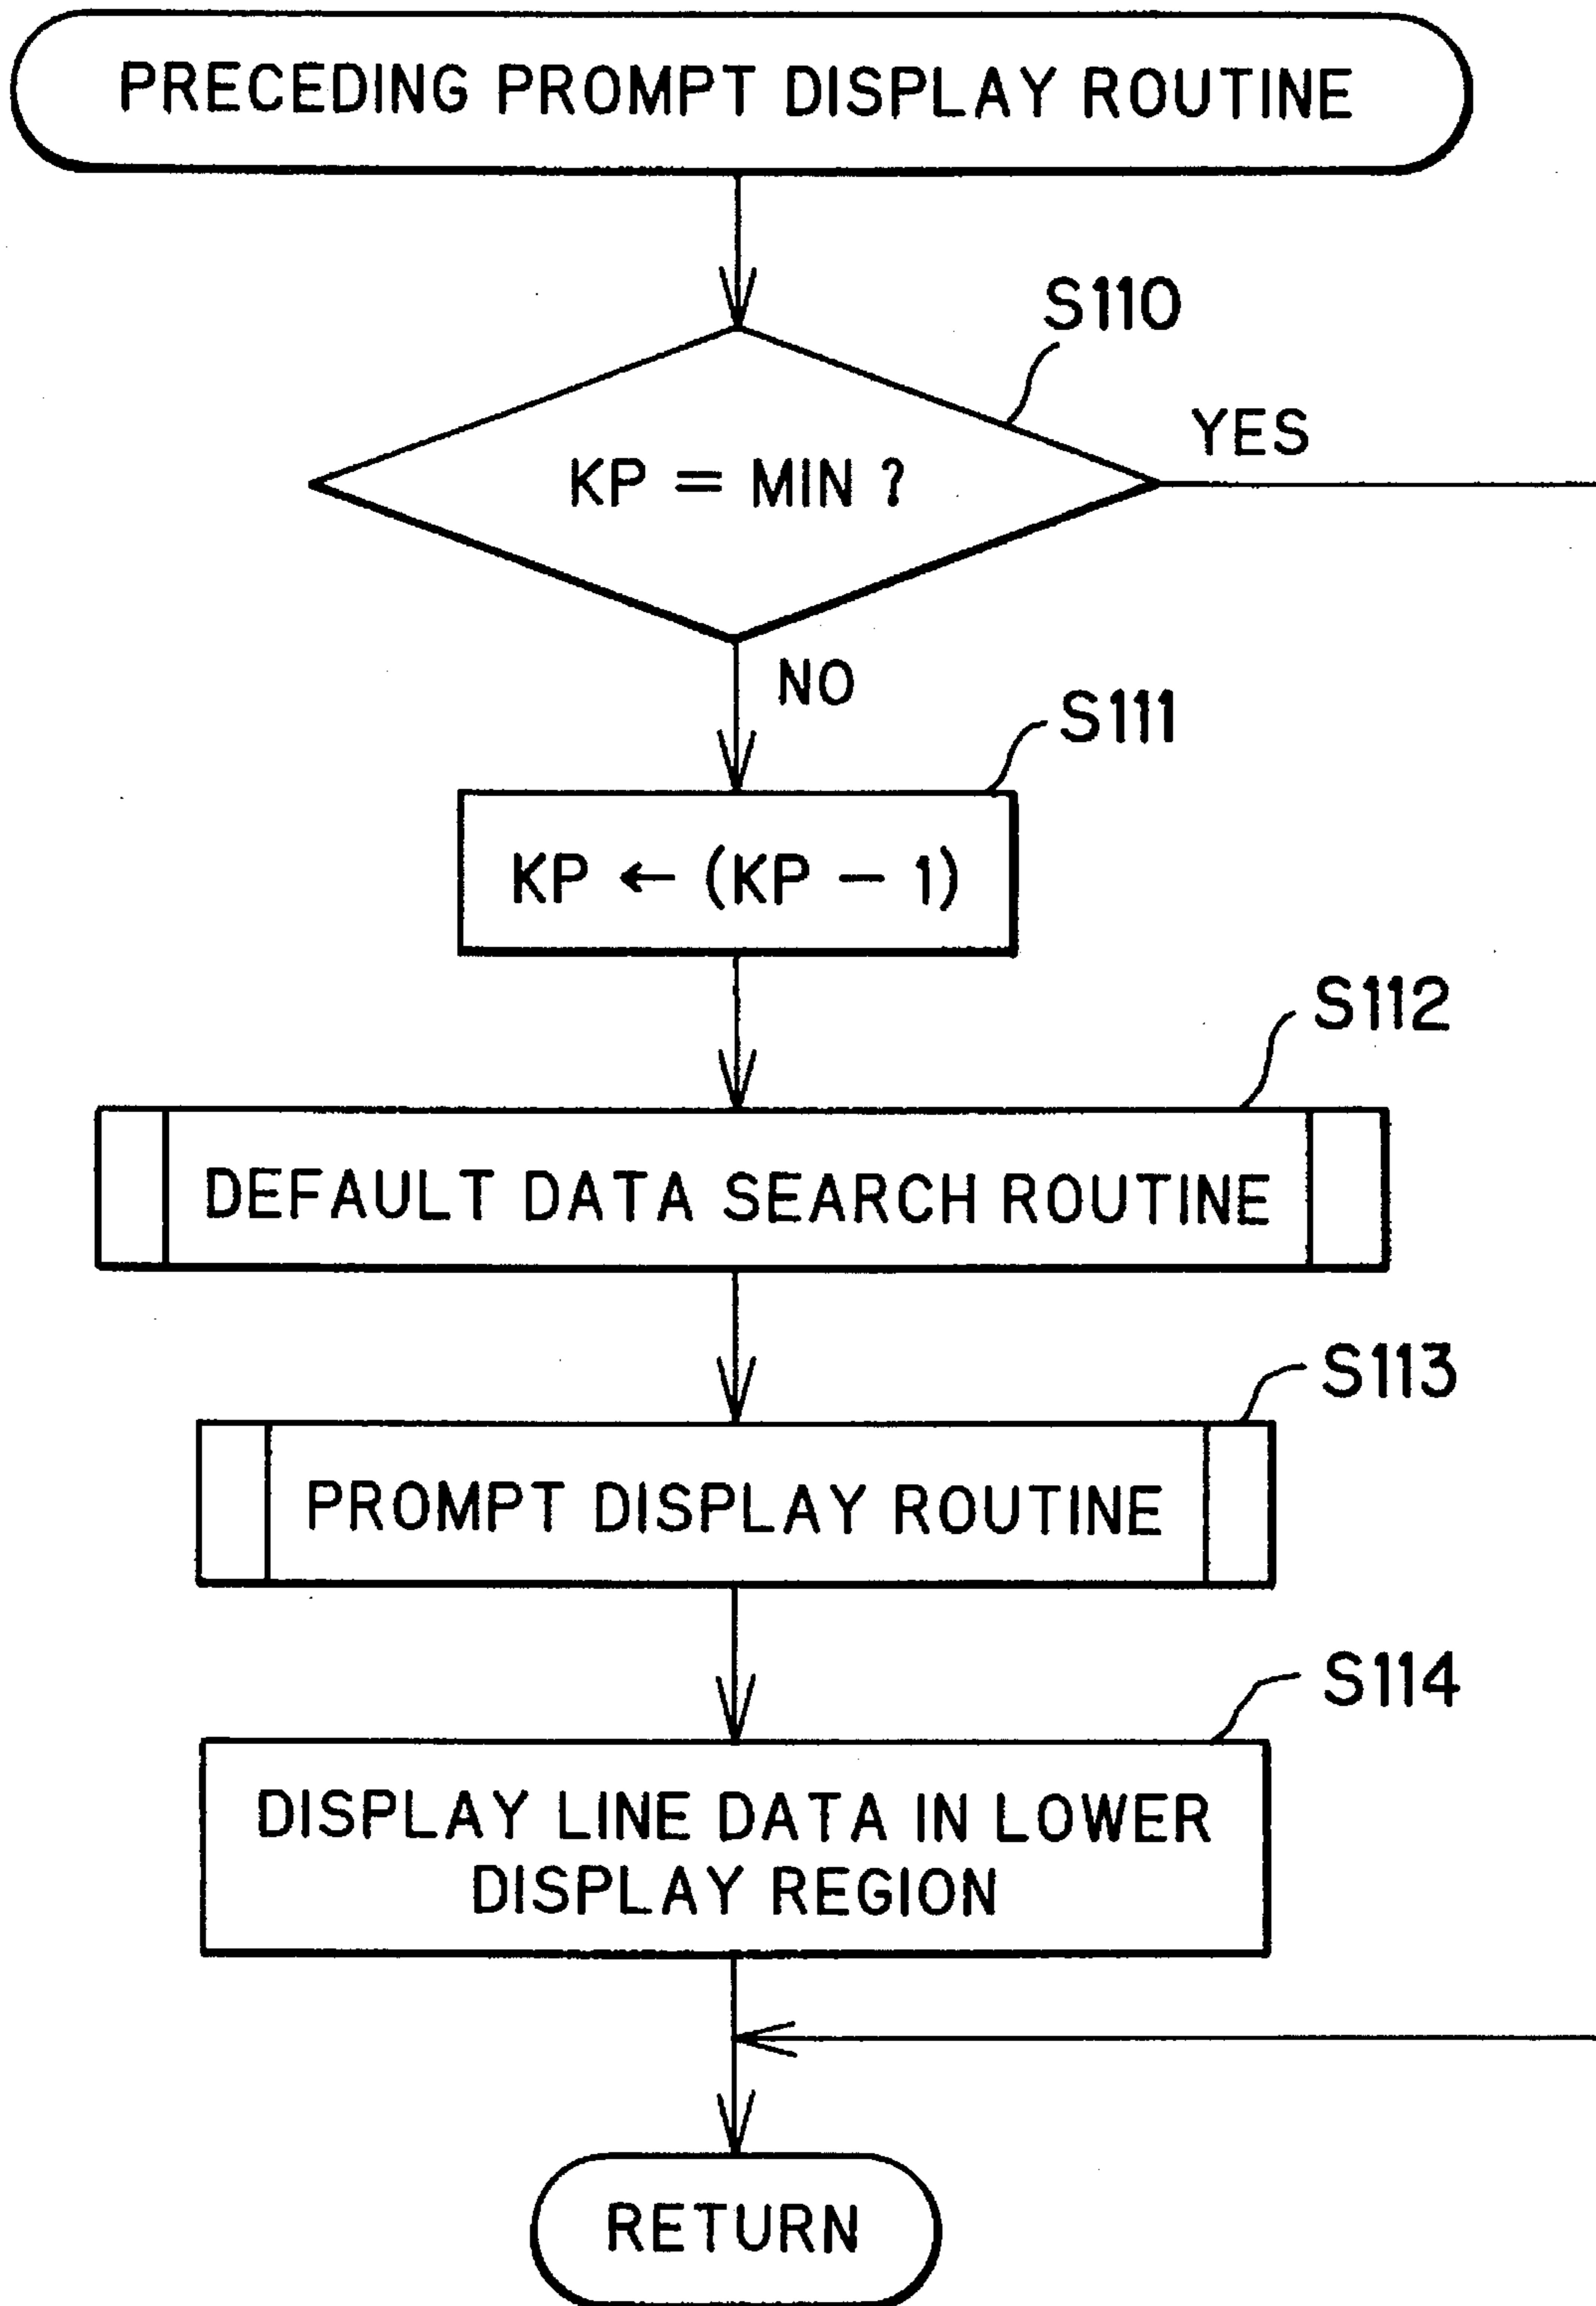 PRECEDING PROMPT DISPLAY ROUTINE
S110
YES
KP = MIN ?
NO
S111
KP ← (KP − 1)
S112
DEFAULT DATA SEARCH ROUTINE
S113
PROMPT DISPLAY ROUTINE
S114
DISPLAY LINE DATA IN LOWER
DISPLAY REGION
RETURN